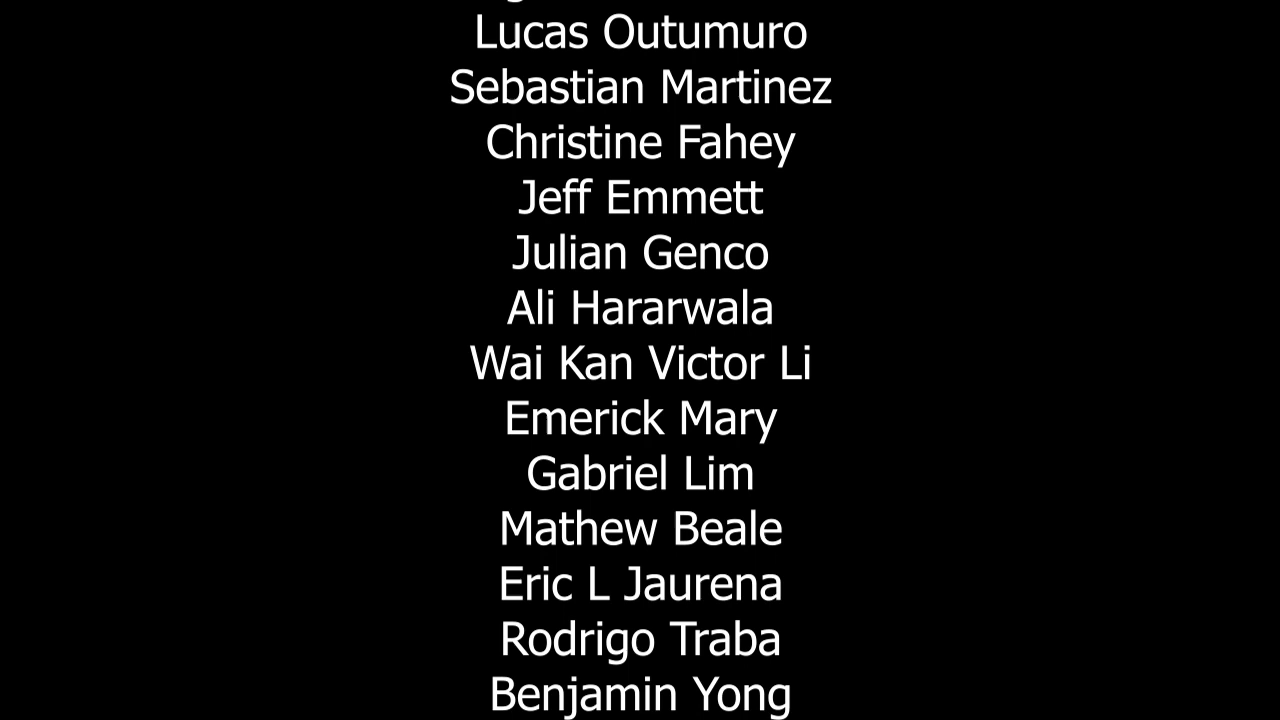 Lucas Outumuro
Sebastian Martinez
Christine Fahey
Jeff Emmett
Julian Genco
Ali Hararwala
Wai Kan Victor Li
Emerick Mary
Gabriel Lim
Mathew Beale
Eric L Jaurena
Rodrigo Traba
Benjamin Yong